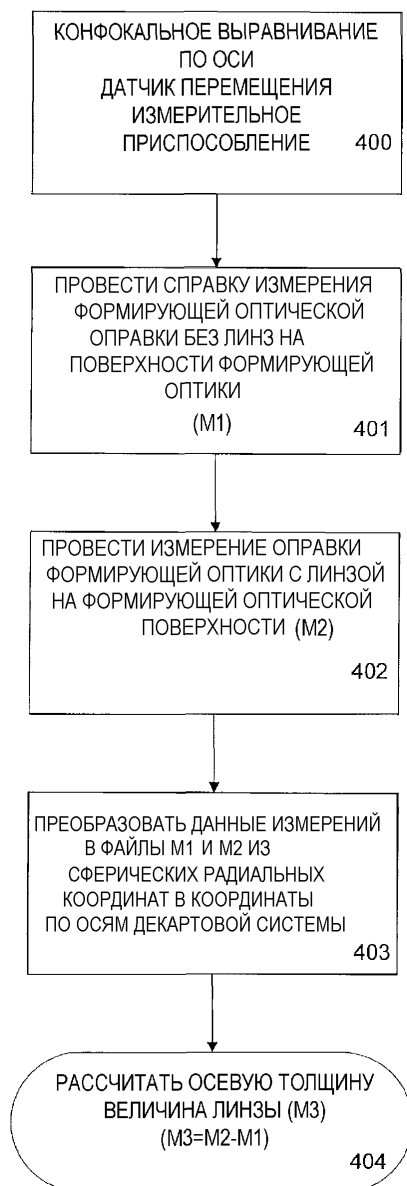 КОНФОКАЛЬНОЕ ВЫРАВНИВАНИЕ
ПО ОСИ
ДАТЧИК ПЕРЕМЕЩЕНИЯ
ИЗМЕРИТЕЛЬНОЕ
ПРИСПОСОБЛЕНИЕ 400
ПРОВЕСТИ СПРАВКУ ИЗМЕРЕНИЯ
ФОРМИРУЮЩЕЙ ОПТИЧЕСКОЙ
ОПРАВКИ БЕЗ ЛИНЗ НА
ПОВЕРХНОСТИ ФОРМИРУЮЩЕЙ
ОПТИКИ
(М1) 401
ПРОВЕСТИ ИЗМЕРЕНИЕ ОПРАВКИ
ФОРМИРУЮЩЕЙ ОПТИКИ С ЛИНЗОЙ
НА ФОРМИРУЮЩЕЙ ОПТИЧЕСКОЙ
ПОВЕРХНОСТИ (М2)
402
ПРЕОБРАЗОВАТЬ ДАННЫЕ ИЗМЕРЕНИЙ
В ФАЙЛЫ М1 И М2 ИЗ
СФЕРИЧЕСКИХ РАДИАЛЬНЫХ
КООРДИНАТ В КООРДИНАТЫ
ПО ОСЯМ ДЕКАРТОВОЙ СИСТЕМЫ
403
РАССЧИТАТЬ ОСЕВУЮ ТОЛЩИНУ
ВЕЛИЧИНА ЛИНЗЫ (М3)
(М3=М2-М1)
404